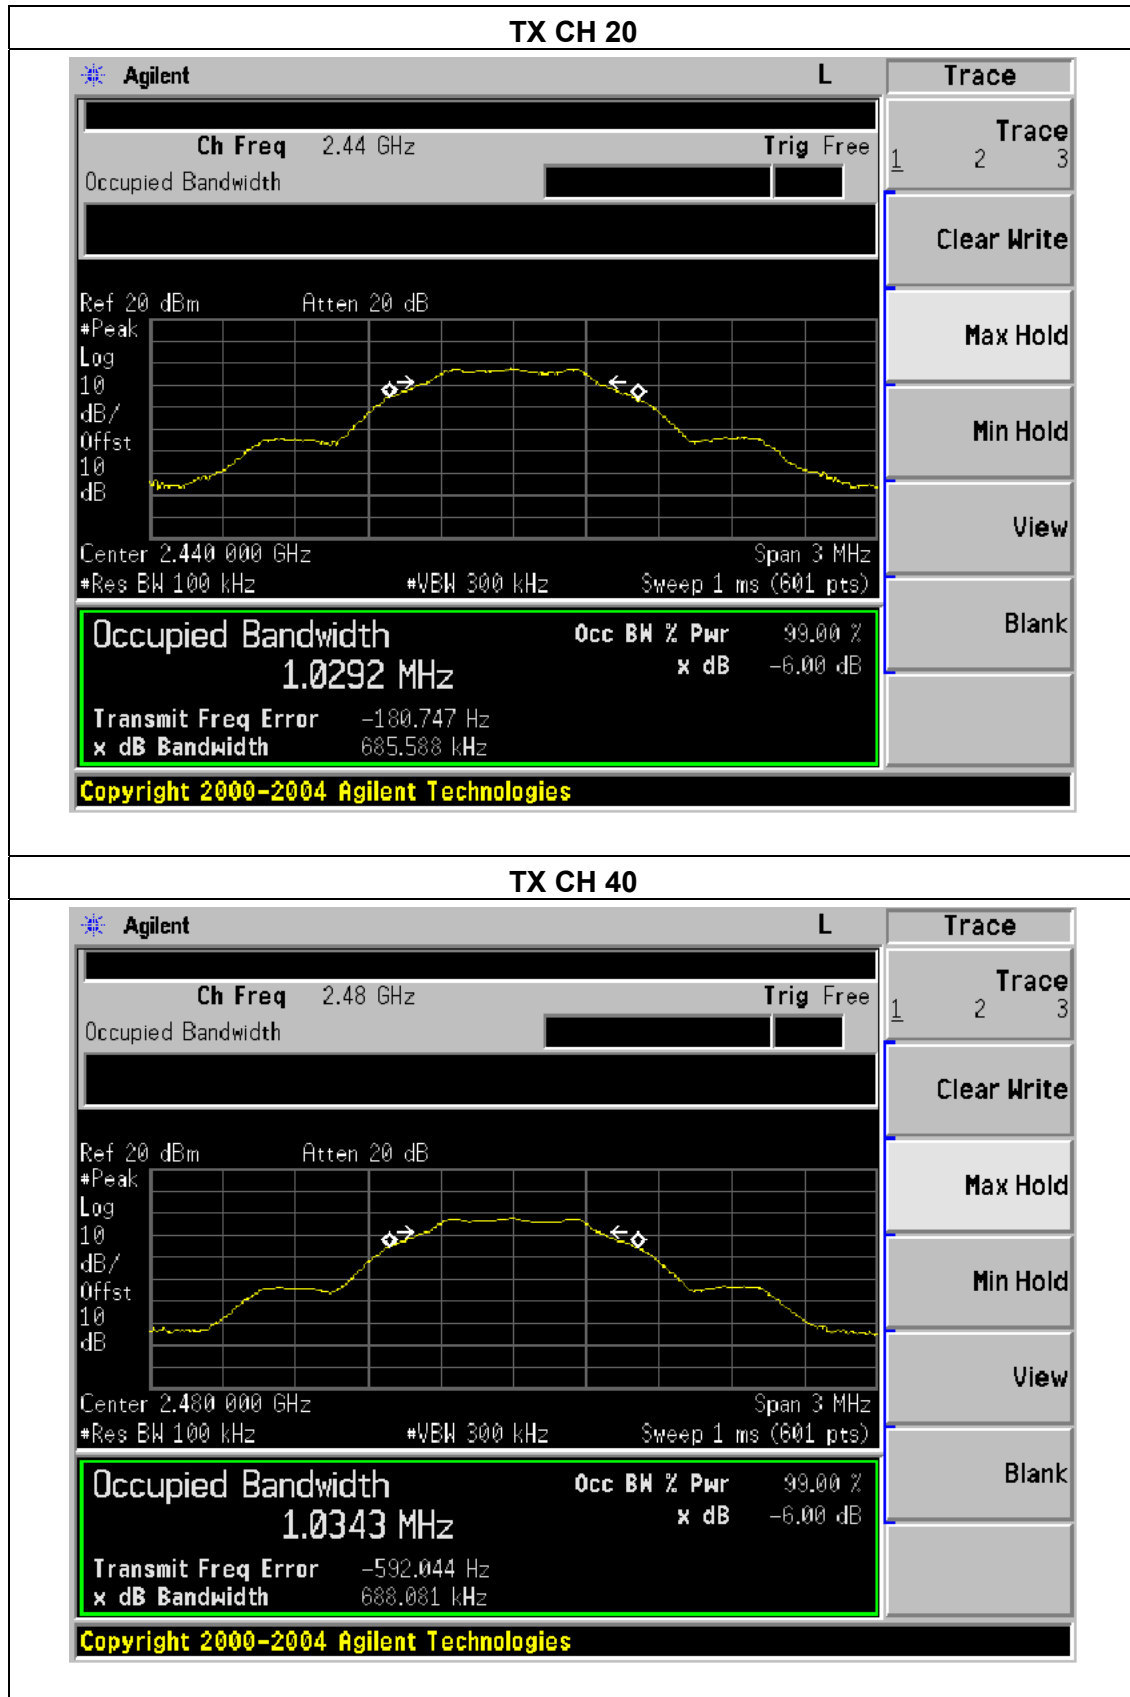 TX CH 20
Agilent L Trace
Ch Freq 2.44 GHz Trig Free
Occupied Bandwidth
Trace
1 2 3
Clear Write
Max Hold
Min Hold
View
Blank
Ref 20 dBm Atten 20 dB
#Peak
Log
10
dB/
Offst
10
dB
Center 2.440 000 GHz Span 3 MHz
#Res BW 100 kHz #VBW 300 kHz Sweep 1 ms (601 pts)
Occupied Bandwidth Occ BW % Pwr 99.00 %
1.0292 MHz x dB -6.00 dB
Transmit Freq Error -180.747 Hz
x dB Bandwidth 685.588 kHz
Copyright 2000-2004 Agilent Technologies
TX CH 40
Agilent L Trace
Ch Freq 2.48 GHz Trig Free
Occupied Bandwidth
Trace
1 2 3
Clear Write
Max Hold
Min Hold
View
Blank
Ref 20 dBm Atten 20 dB
#Peak
Log
10
dB/
Offst
10
dB
Center 2.480 000 GHz Span 3 MHz
#Res BW 100 kHz #VBW 300 kHz Sweep 1 ms (601 pts)
Occupied Bandwidth Occ BW % Pwr 99.00 %
1.0343 MHz x dB -6.00 dB
Transmit Freq Error -592.044 Hz
x dB Bandwidth 688.081 kHz
Copyright 2000-2004 Agilent Technologies